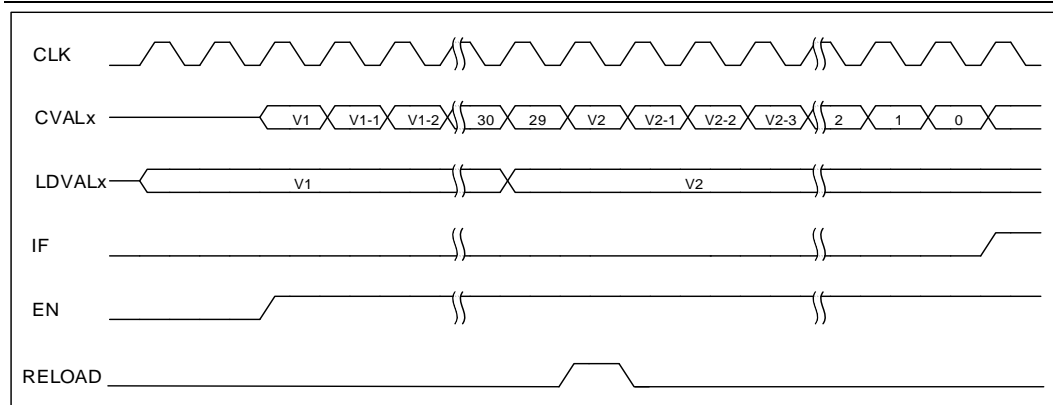 CLK
CVALx V1 V1-1 V1-2 30 29 V2 V2-1 V2-2 V2-3 2 1 0
LDVALx V1 V2
IF
EN
RELOAD